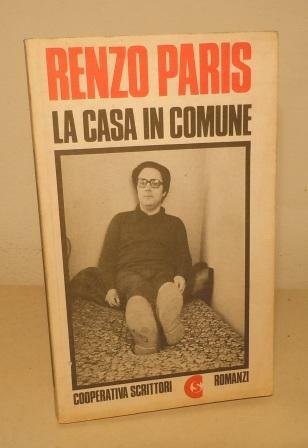 RENZO PARIS
LA CASA IN COMUNE
COOPERATIVA SCRITTORI CS ROMANZI